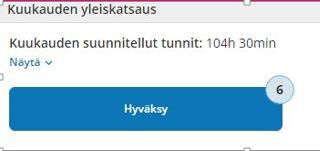 Kuukauden yleiskatsaus
Kuukauden suunnitellut tunnit: 104h 30min
Näytä
6
Hyväksy